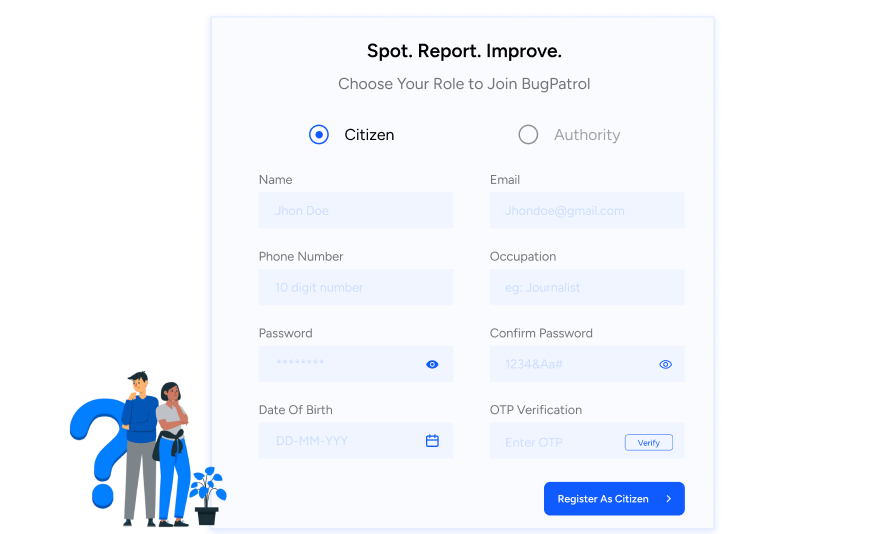 Spot. Report. Improve.
Choose Your Role to Join BugPatrol
Citizen
Authority
Name
Email
Jhon Doe
Jhondoe@gmail.com
Phone Number
Occupation
10 digit number
eg: Journalist
Password
Confirm Password
********
1234&Aa#
Date Of Birth
OTP Verification
DD-MM-YYY
Enter OTP
Verify
Register As Citizen